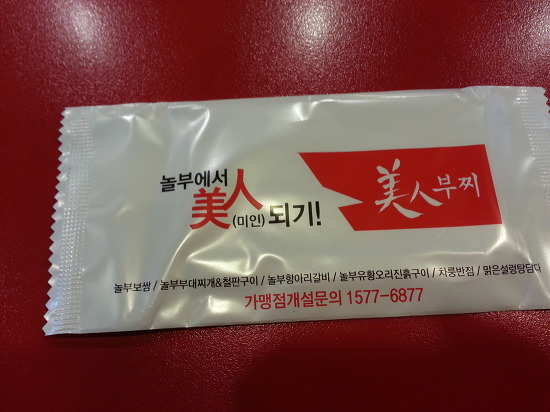 놀부에서
美人(미인) 되기!
美人부찌
놀부보쌈 / 놀부부대찌개&철판구이 / 놀부항아리갈비 / 놀부유황오리진흙구이 / 차룽반점 / 맑은설렁탕담다
가맹점개설문의 1577-6877